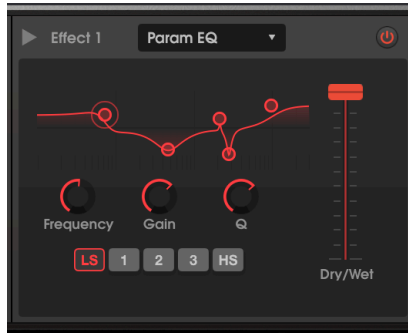 Effect 1 Param EQ
Frequency Gain Q
LS 1 2 3 HS
Dry/Wet